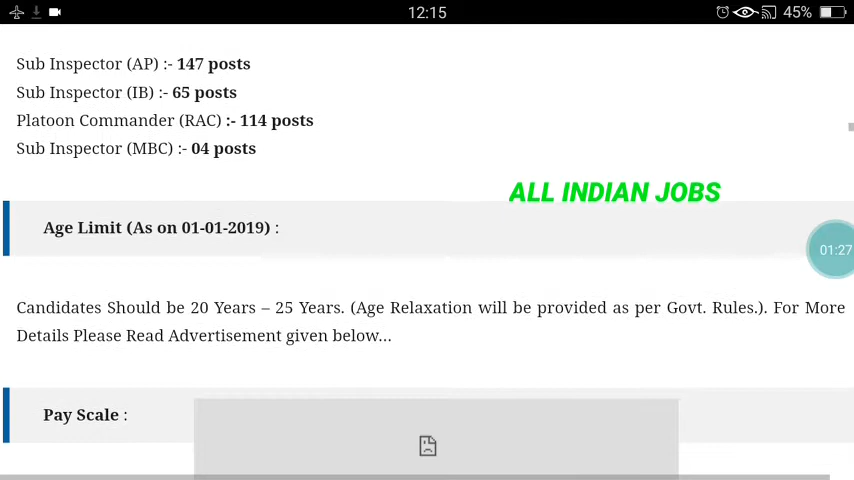 12:15
45%
Sub Inspector (AP) :- 147 posts
Sub Inspector (IB) :- 65 posts
Platoon Commander (RAC) :- 114 posts
Sub Inspector (MBC) :- 04 posts
ALL INDIAN JOBS
Age Limit (As on 01-01-2019) :
01:27
Candidates Should be 20 Years – 25 Years. (Age Relaxation will be provided as per Govt. Rules.). For More
Details Please Read Advertisement given below...
Pay Scale :